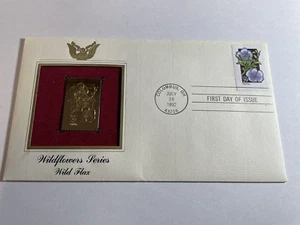 COLUMBUS, OH
JULY
24
1992
43216
FIRST DAY OF ISSUE
Wildflowers Series
Wild Flax